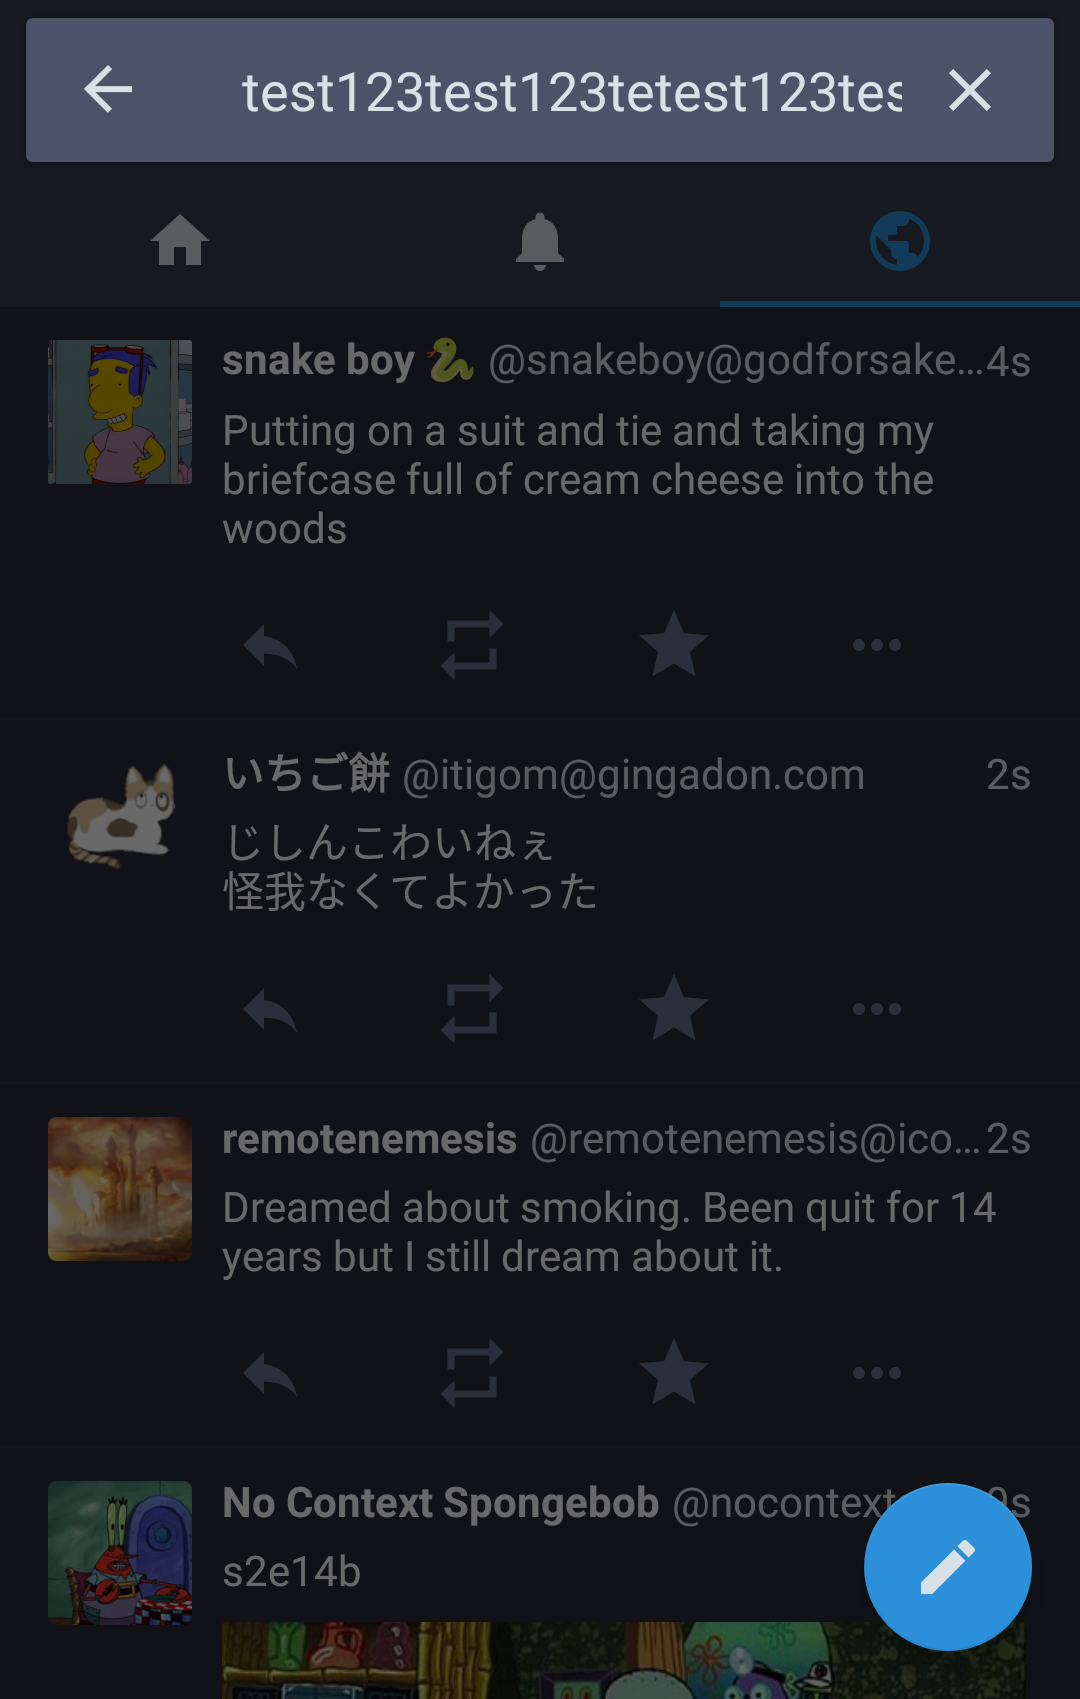 test123test123tetest123tes
snake boy 🐍 @snakeboy@godforsake... 4s
Putting on a suit and tie and taking my
briefcase full of cream cheese into the
woods
いちご餅 @itigom@gingadon.com 2s
じしんこわいねぇ
怪我なくてよかった
remotenemesis @remotenemesis@ico... 2s
Dreamed about smoking. Been quit for 14
years but I still dream about it.
No Context Spongebob @nocontext
s2e14b